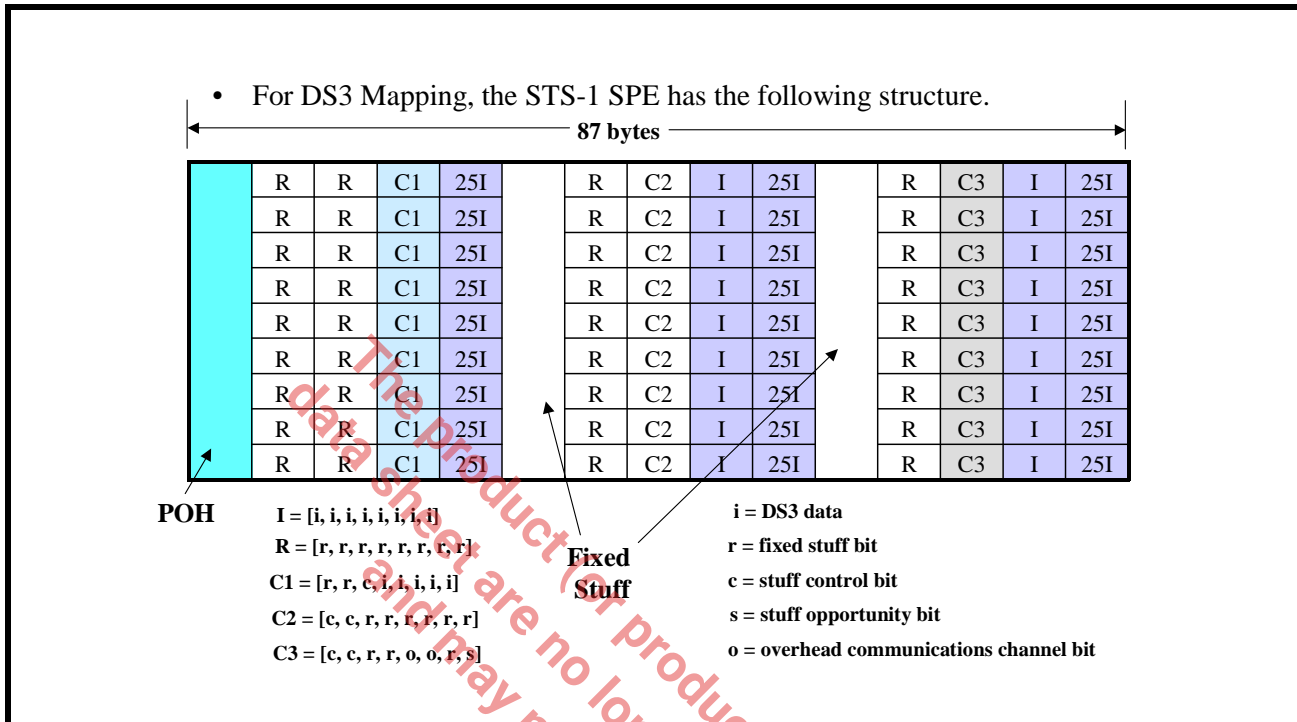 • For DS3 Mapping, the STS-1 SPE has the following structure.
87 bytes
R R C1 25I R C2 I 25I R C3 I 25I
R R C1 25I R C2 I 25I R C3 I 25I
R R C1 25I R C2 I 25I R C3 I 25I
R R C1 25I R C2 I 25I R C3 I 25I
R R C1 25I R C2 I 25I R C3 I 25I
R R C1 25I R C2 I 25I R C3 I 25I
R R C1 25I R C2 I 25I R C3 I 25I
R R C1 25I R C2 I 25I R C3 I 25I
R R C1 25I R C2 I 25I R C3 I 25I
POH
Fixed
Stuff
I = [i, i, i, i, i, i, i, i]
R = [r, r, r, r, r, r, r, r]
C1 = [r, r, c, i, i, i, i, i]
C2 = [c, c, r, r, r, r, r, r]
C3 = [c, c, r, r, o, o, r, s]
i = DS3 data
r = fixed stuff bit
c = stuff control bit
s = stuff opportunity bit
o = overhead communications channel bit
The product (or produc
data sheet are no lo
and may